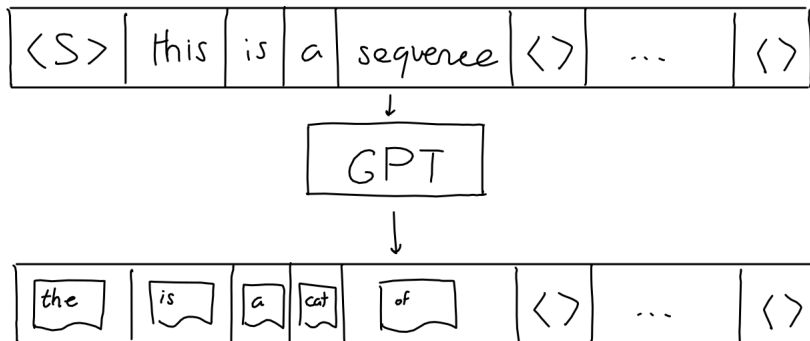 <S> this is a sequence <> ... <>
GPT
the is a cat of <> ... <>